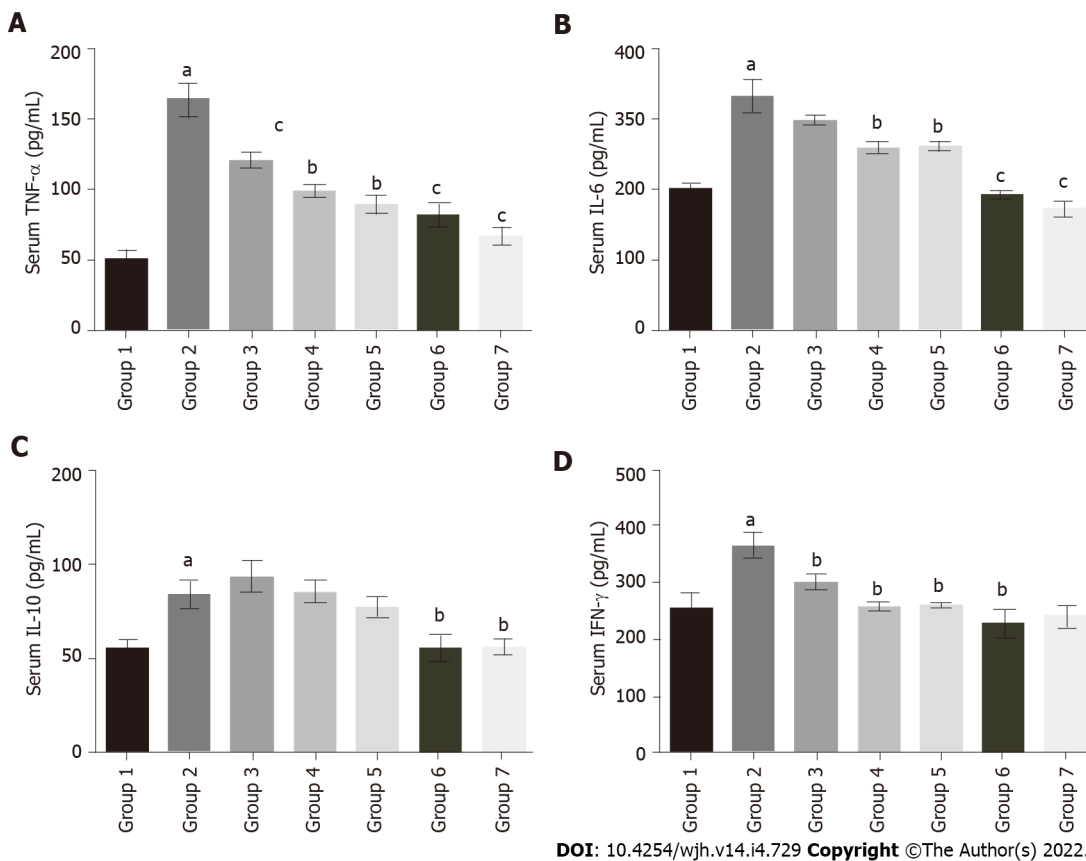 A
Serum TNF-α (pg/mL)
200
150
100
50
0
a
c
b
b
c
c
Group 1
Group 2
Group 3
Group 4
Group 5
Group 6
Group 7
B
Serum IL-6 (pg/mL)
400
350
200
100
0
a
b
b
c
c
Group 1
Group 2
Group 3
Group 4
Group 5
Group 6
Group 7
C
Serum IL-10 (pg/mL)
200
100
50
0
a
b
b
Group 1
Group 2
Group 3
Group 4
Group 5
Group 6
Group 7
D
Serum IFN-γ (pg/mL)
500
400
300
200
100
0
a
b
b
b
b
Group 1
Group 2
Group 3
Group 4
Group 5
Group 6
Group 7
DOI: 10.4254/wjh.v14.i4.729 Copyright ©The Author(s) 2022.